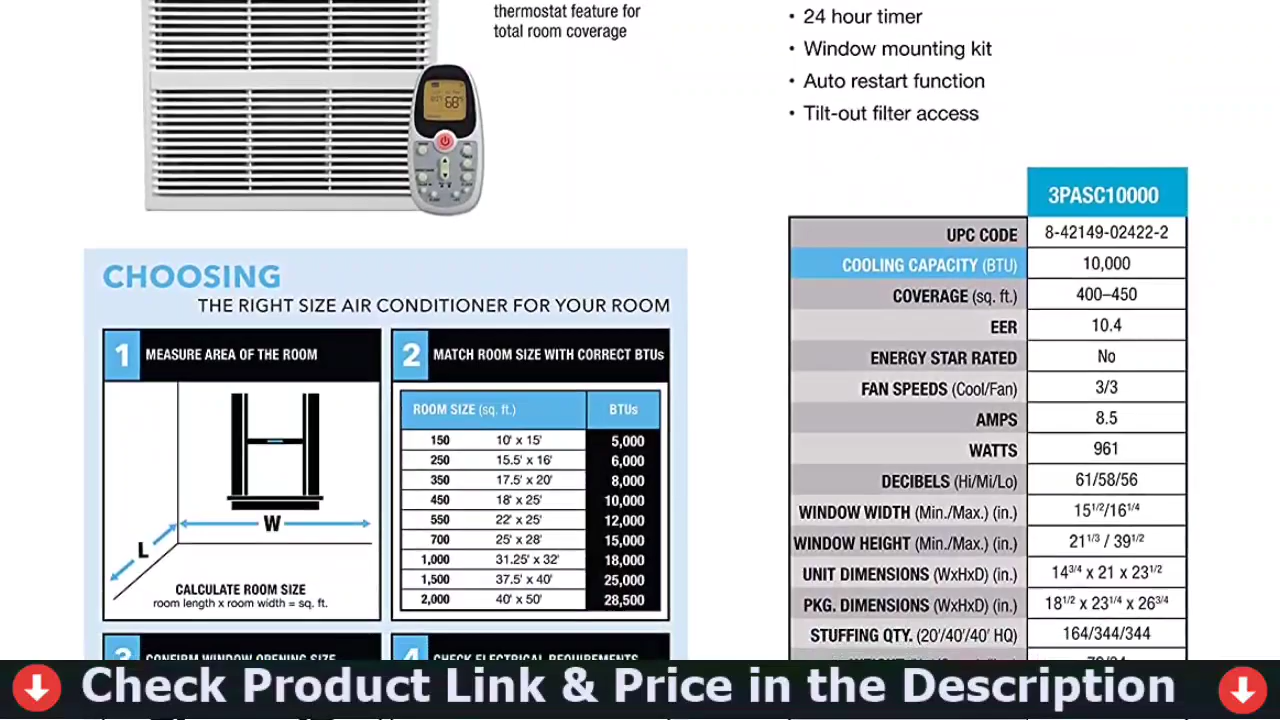 thermostat feature for
total room coverage
• 24 hour timer
• Window mounting kit
• Auto restart function
• Tilt-out filter access
68°
3PASC10000
UPC CODE 8-42149-02422-2
COOLING CAPACITY (BTU) 10,000
COVERAGE (sq. ft.) 400–450
EER 10.4
ENERGY STAR RATED No
FAN SPEEDS (Cool/Fan) 3/3
AMPS 8.5
WATTS 961
DECIBELS (Hi/Mi/Lo) 61/58/56
WINDOW WIDTH (Min./Max.) (in.) 15 1/2/16 1/4
WINDOW HEIGHT (Min./Max.) (in.) 21 1/3 / 39 1/2
UNIT DIMENSIONS (WxHxD) (in.) 14 3/4 x 21 x 23 1/2
PKG. DIMENSIONS (WxHxD) (in.) 18 1/2 x 23 1/4 x 26 3/4
STUFFING QTY. (20'/40'/40' HQ) 164/344/344
CHOOSING
THE RIGHT SIZE AIR CONDITIONER FOR YOUR ROOM
1 MEASURE AREA OF THE ROOM
W
L
CALCULATE ROOM SIZE
room length x room width = sq. ft.
2 MATCH ROOM SIZE WITH CORRECT BTUs
ROOM SIZE (sq. ft.) BTUs
150 10' x 15' 5,000
250 15.5' x 16' 6,000
350 17.5' x 20' 8,000
450 18' x 25' 10,000
550 22' x 25' 12,000
700 25' x 28' 15,000
1,000 31.25' x 32' 18,000
1,500 37.5' x 40' 25,000
2,000 40' x 50' 28,500
3 CONFIRM WINDOW OPENING SIZE
4 CHECK ELECTRICAL REQUIREMENTS
Check Product Link & Price in the Description